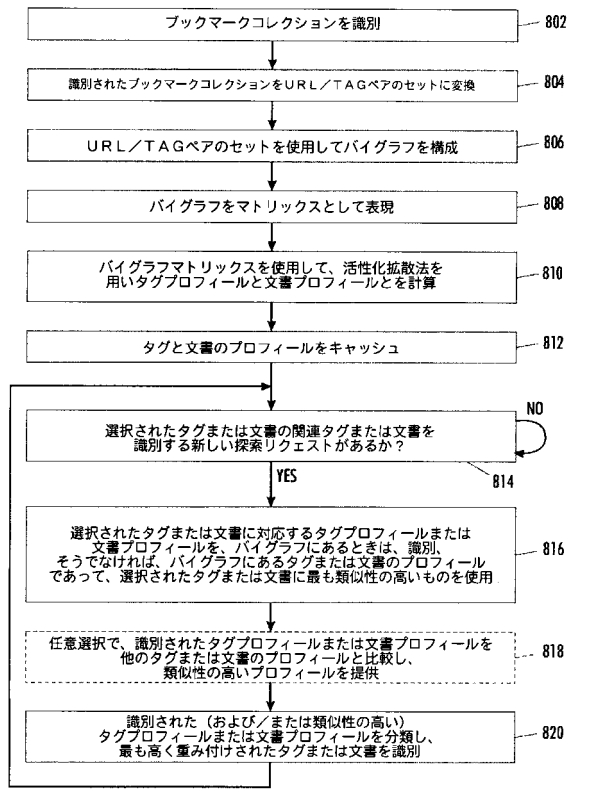 ブックマークコレクションを識別
802
識別されたブックマークコレクションをURL/TAGペアのセットに変換
804
URL/TAGペアのセットを使用してバイグラフを構成
806
バイグラフをマトリックスとして表現
808
バイグラフマトリックスを使用して、活性化拡散法を
用いタグプロフィールと文書プロフィールとを計算
810
タグと文書のプロフィールをキャッシュ
812
選択されたタグまたは文書の関連タグまたは文書を
識別する新しい探索リクエストがあるか?
NO
YES
814
選択されたタグまたは文書に対応するタグプロフィールまたは
文書プロフィールを、バイグラフにあるときは、識別、
そうでなければ、バイグラフにあるタグまたは文書のプロフィール
であって、選択されたタグまたは文書に最も類似性の高いものを使用
816
任意選択で、識別されたタグプロフィールまたは文書プロフィールを
他のタグまたは文書のプロフィールと比較し、
類似性の高いプロフィールを提供
818
識別された(および/または類似性の高い)
タグプロフィールまたは文書プロフィールを分類し、
最も高く重み付けされたタグまたは文書を識別
820